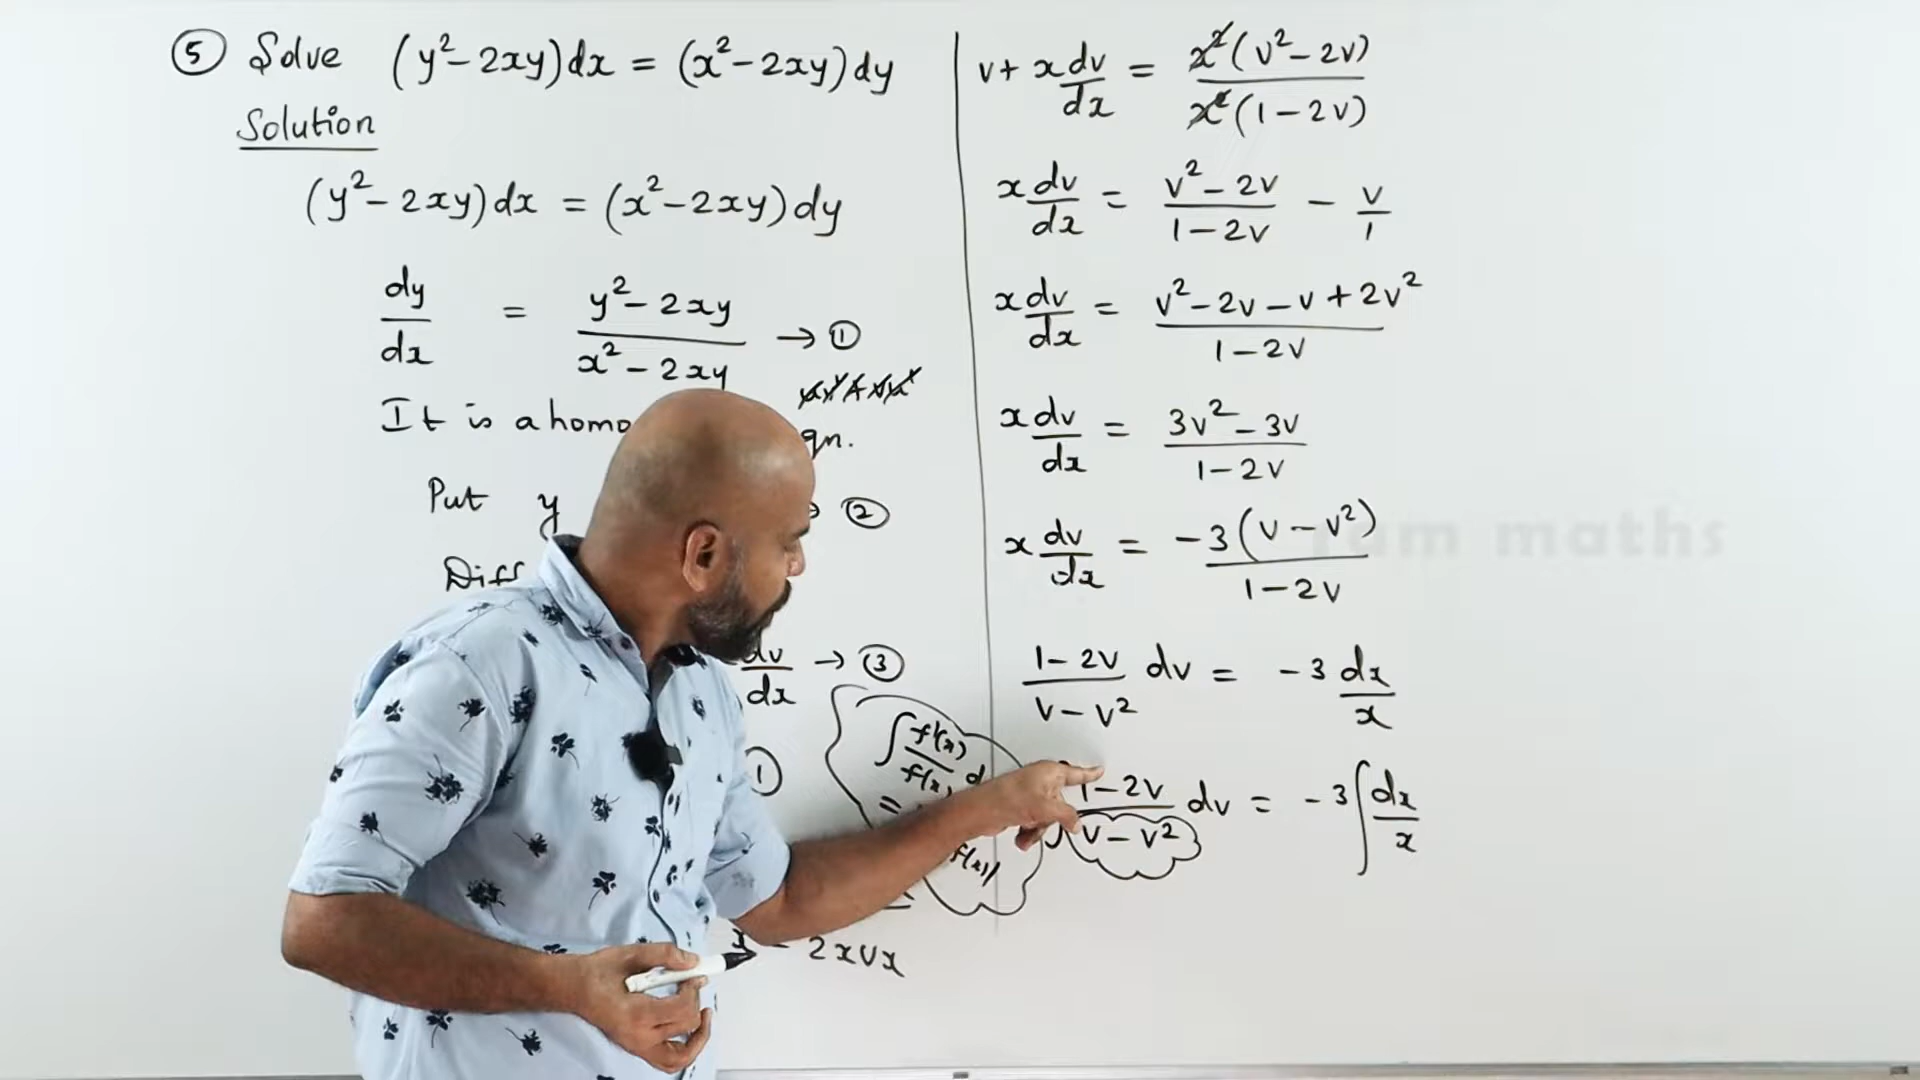 ⑤ Solve (y² - 2xy)dx = (x² - 2xy)dy
Solution
(y² - 2xy)dx = (x² - 2xy)dy
dy/dx = (y² - 2xy)/(x² - 2xy) → ①
It is a homo
qn.
Put y
②
Diff
dv/dx → ③
∫ f'(x)/f(x) d
=
f(x)
- 2xvx
v + x dv/dx = x²(v² - 2v)/x²(1 - 2v)
x dv/dx = (v² - 2v)/(1 - 2v) - v/1
x dv/dx = (v² - 2v - v + 2v²)/(1 - 2v)
x dv/dx = (3v² - 3v)/(1 - 2v)
x dv/dx = -3(v - v²)/(1 - 2v)
(1 - 2v)/(v - v²) dv = -3 dx/x
∫ (1 - 2v)/(v - v²) dv = -3 ∫ dx/x
ram maths